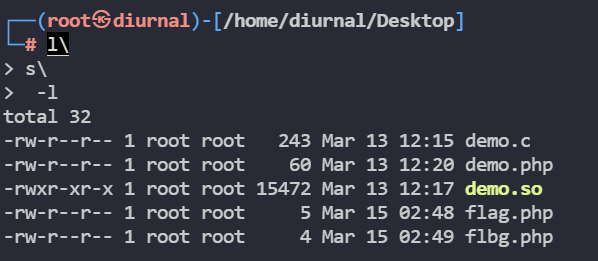 ┌──(root㉿diurnal)-[/home/diurnal/Desktop]
└─# l\
> s\
>  -l
total 32
-rw-r--r-- 1 root root   243 Mar 13 12:15 demo.c
-rw-r--r-- 1 root root    60 Mar 13 12:20 demo.php
-rwxr-xr-x 1 root root 15472 Mar 13 12:17 demo.so
-rw-r--r-- 1 root root     5 Mar 15 02:48 flag.php
-rw-r--r-- 1 root root     4 Mar 15 02:49 flbg.php